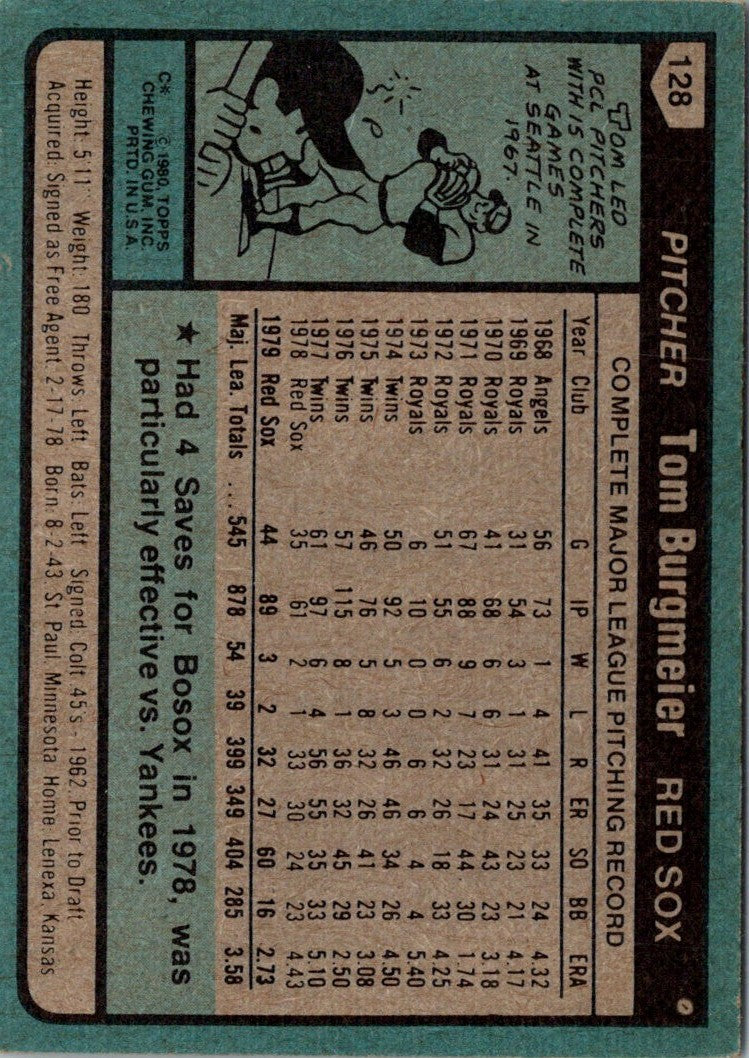 128
PITCHER Tom Burgmeier RED SOX
TOM LED
PCL PITCHERS
WITH 15 COMPLETE
GAMES
AT SEATTLE IN
1967.
C* © 1980, TOPPS
CHEWING GUM, INC.
PRTD. IN U.S.A.
COMPLETE MAJOR LEAGUE PITCHING RECORD
Year Club G IP W L R ER SO BB ERA
1968 Angels 56 73 1 4 41 35 33 24 4.32
1969 Royals 31 54 3 1 31 25 23 21 4.17
1970 Royals 41 68 6 6 31 24 43 23 3.18
1971 Royals 67 88 9 7 23 17 44 30 1.74
1972 Royals 51 55 6 2 32 26 18 33 4.25
1973 Royals 6 10 0 0 6 6 4 4 5.40
1974 Twins 50 92 5 3 46 46 34 26 4.50
1975 Twins 46 76 5 8 32 26 41 23 3.08
1976 Twins 57 115 8 1 36 32 45 29 2.50
1977 Twins 61 97 6 4 56 55 35 33 5.10
1978 Red Sox 35 61 2 1 33 30 24 23 4.43
1979 Red Sox 44 89 3 2 32 27 60 16 2.73
Maj. Lea. Totals ... 545 878 54 39 399 349 404 285 3.58
★ Had 4 Saves for Bosox in 1978, was
particularly effective vs. Yankees.
Height: 5'11" Weight: 180 Throws: Left Bats: Left Signed: Colt 45's - 1962 Prior to Draft
Acquired: Signed as Free Agent, 2-17-78 Born: 8-2-43, St Paul, Minnesota Home: Lenexa, Kansas